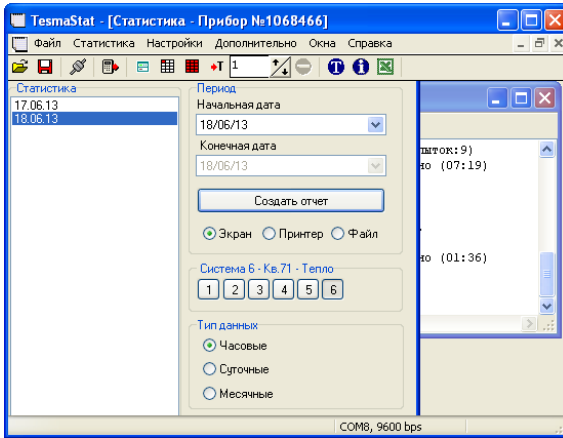 TesmaStat - [Статистика - Прибор №1068466]
Файл Статистика Настройки Дополнительно Окна Справка
+T 1
Статистика
17.06.13
18.06.13
Период
Начальная дата
18/06/13
Конечная дата
18/06/13
Создать отчет
Экран Принтер Файл
Система 6 - Кв.71 - Тепло
1 2 3 4 5 6
Тип данных
Часовые
Суточные
Месячные
пыток:9)
но (07:19)
но (01:36)
COM8, 9600 bps